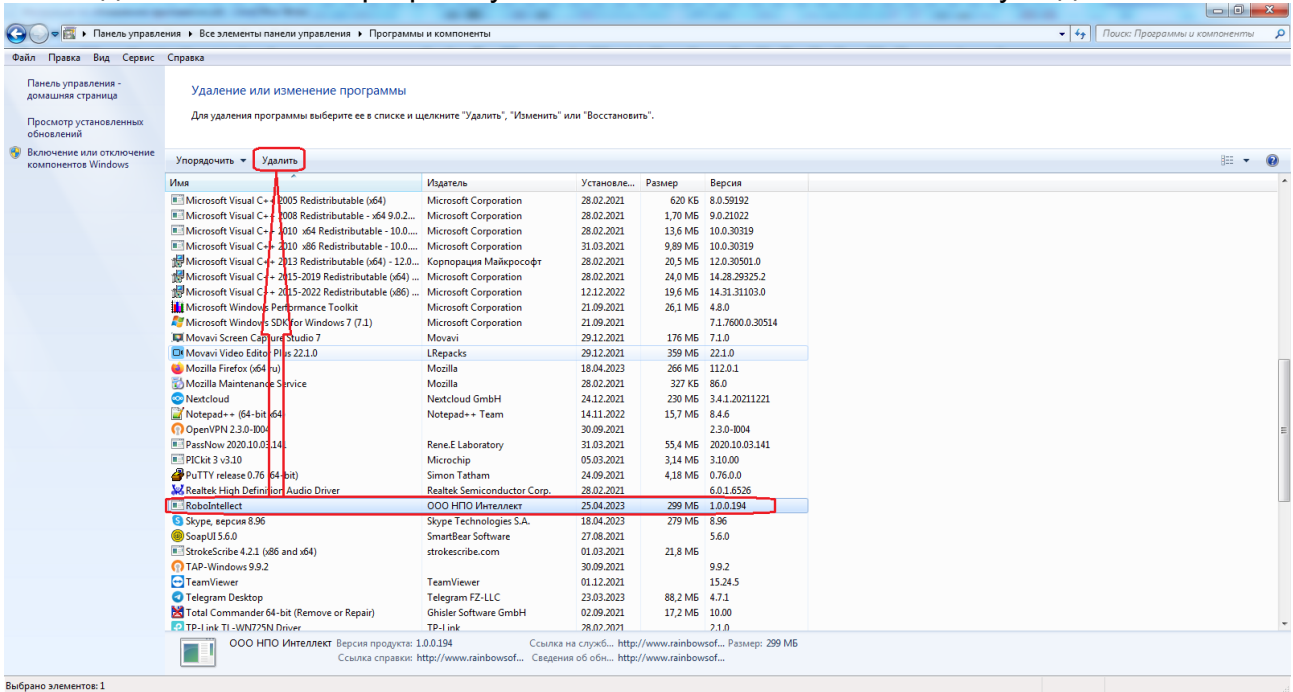 Панель управления ▸ Все элементы панели управления ▸ Программы и компоненты
Поиск: Программы и компоненты
Файл Правка Вид Сервис Справка
Панель управления - домашняя страница
Просмотр установленных обновлений
Включение или отключение компонентов Windows
Удаление или изменение программы
Для удаления программы выберите ее в списке и щелкните "Удалить", "Изменить" или "Восстановить".
Упорядочить Удалить
Имя Издатель Установле... Размер Версия
Microsoft Visual C++ 2005 Redistributable (x64) Microsoft Corporation 28.02.2021 620 КБ 8.0.59192
Microsoft Visual C++ 2008 Redistributable - x64 9.0.2... Microsoft Corporation 28.02.2021 1,70 МБ 9.0.21022
Microsoft Visual C++ 2010 x64 Redistributable - 10.0.... Microsoft Corporation 28.02.2021 13,6 МБ 10.0.30319
Microsoft Visual C++ 2010 x86 Redistributable - 10.0.... Microsoft Corporation 31.03.2021 9,89 МБ 10.0.30319
Microsoft Visual C++ 2013 Redistributable (x64) - 12.0... Корпорация Майкрософт 28.02.2021 20,5 МБ 12.0.30501.0
Microsoft Visual C++ 2015-2019 Redistributable (x64) ... Microsoft Corporation 28.02.2021 24,0 МБ 14.28.29325.2
Microsoft Visual C++ 2015-2022 Redistributable (x86) ... Microsoft Corporation 12.12.2022 19,6 МБ 14.31.31103.0
Microsoft Windows Performance Toolkit Microsoft Corporation 21.09.2021 26,1 МБ 4.8.0
Microsoft Windows SDK for Windows 7 (7.1) Microsoft Corporation 21.09.2021 7.1.7600.0.30514
Movavi Screen Capture Studio 7 Movavi 29.12.2021 176 МБ 7.1.0
Movavi Video Editor Plus 22.1.0 LRepacks 29.12.2021 359 МБ 22.1.0
Mozilla Firefox (x64 ru) Mozilla 18.04.2023 266 МБ 112.0.1
Mozilla Maintenance Service Mozilla 28.02.2021 327 КБ 86.0
Nextcloud Nextcloud GmbH 24.12.2021 230 МБ 3.4.1.20211221
Notepad++ (64-bit x64) Notepad++ Team 14.11.2022 15,7 МБ 8.4.6
OpenVPN 2.3.0-I004 30.09.2021 2.3.0-I004
PassNow 2020.10.03.141 Rene.E Laboratory 31.03.2021 55,4 МБ 2020.10.03.141
PICkit 3 v3.10 Microchip 05.03.2021 3,14 МБ 3.10.00
PuTTY release 0.76 (64-bit) Simon Tatham 24.09.2021 4,18 МБ 0.76.0.0
Realtek High Definition Audio Driver Realtek Semiconductor Corp. 28.02.2021 6.0.1.6526
RoboIntellect ООО НПО Интеллект 25.04.2023 299 МБ 1.0.0.194
Skype, версия 8.96 Skype Technologies S.A. 18.04.2023 279 МБ 8.96
SoapUI 5.6.0 SmartBear Software 27.08.2021 5.6.0
StrokeScribe 4.2.1 (x86 and x64) strokescribe.com 01.03.2021 21,8 МБ
TAP-Windows 9.9.2 30.09.2021 9.9.2
TeamViewer TeamViewer 01.12.2021 15.24.5
Telegram Desktop Telegram FZ-LLC 23.03.2023 88,2 МБ 4.7.1
Total Commander 64-bit (Remove or Repair) Ghisler Software GmbH 02.09.2021 17,2 МБ 10.00
TP-Link TL-WN725N Driver TP-Link 28.02.2021 2.1.0
ООО НПО Интеллект Версия продукта: 1.0.0.194 Ссылка на служб... http://www.rainbowsof... Размер: 299 МБ
Ссылка справки: http://www.rainbowsof... Сведения об обн... http://www.rainbowsof...
Выбрано элементов: 1